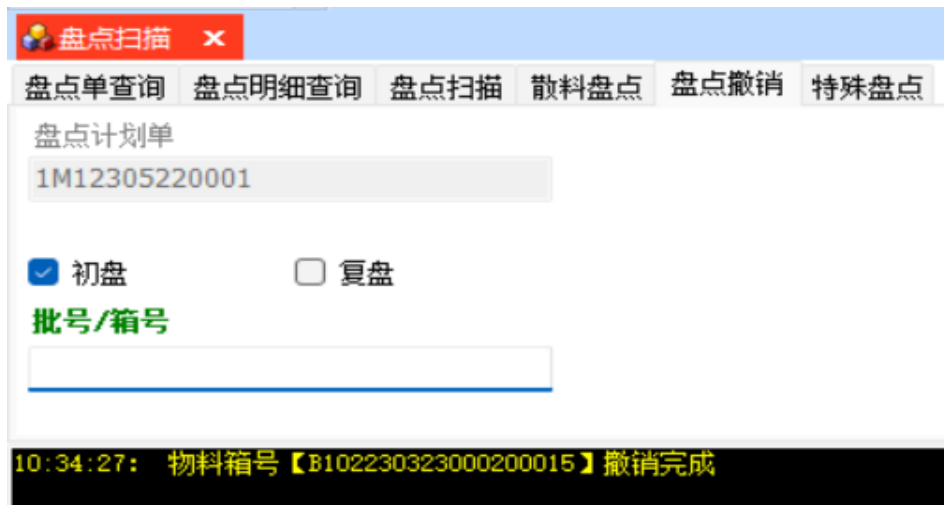 盘点扫描 ×
盘点单查询 盘点明细查询 盘点扫描 散料盘点 盘点撤销 特殊盘点
盘点计划单
1M12305220001
初盘 复盘
批号/箱号
10:34:27: 物料箱号【B102230323000200015】撤销完成